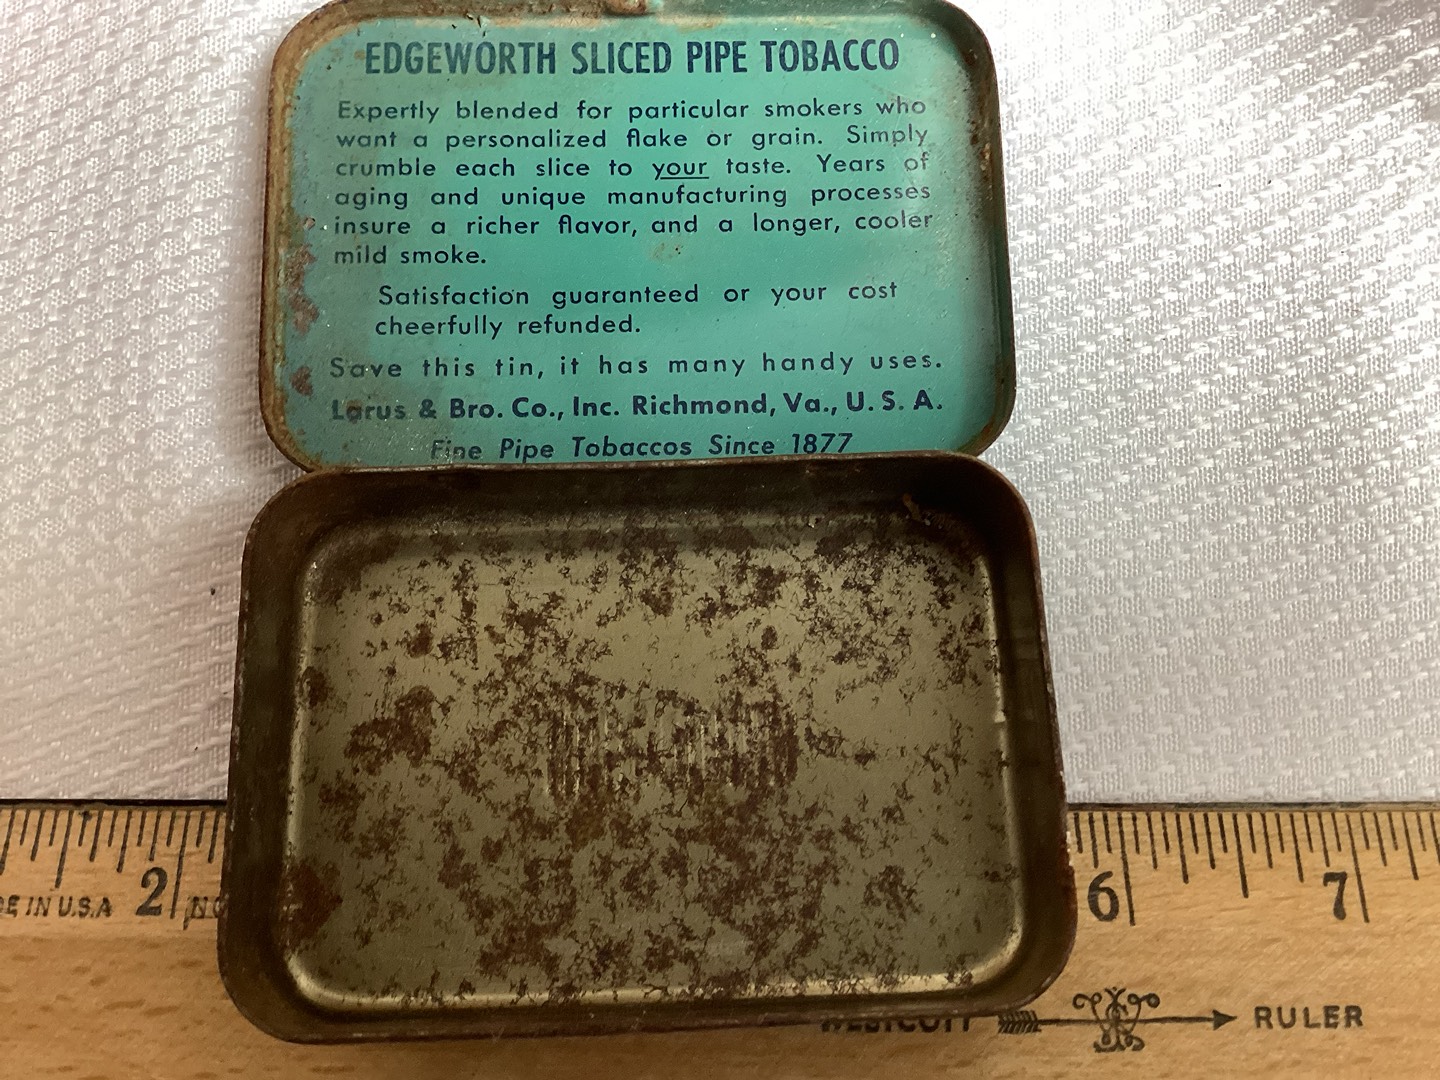 EDGEWORTH SLICED PIPE TOBACCO
Expertly blended for particular smokers who
want a personalized flake or grain. Simply
crumble each slice to your taste. Years of
aging and unique manufacturing processes
insure a richer flavor, and a longer, cooler
mild smoke.
Satisfaction guaranteed or your cost
cheerfully refunded.
Save this tin, it has many handy uses.
Larus & Bro. Co., Inc. Richmond, Va., U. S. A.
Fine Pipe Tobaccos Since 1877
2 6 7
IN U.S.A
WESTCOTT RULER